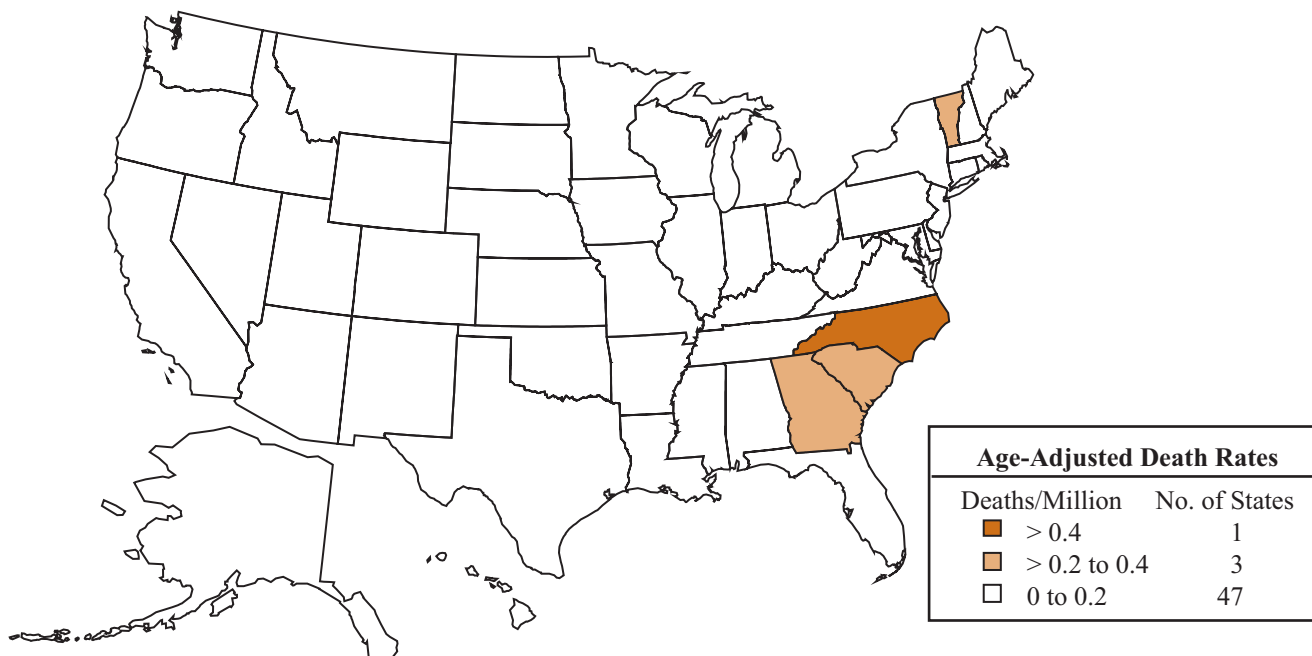 Age-Adjusted Death Rates
Deaths/Million No. of States
> 0.4 1
> 0.2 to 0.4 3
0 to 0.2 47